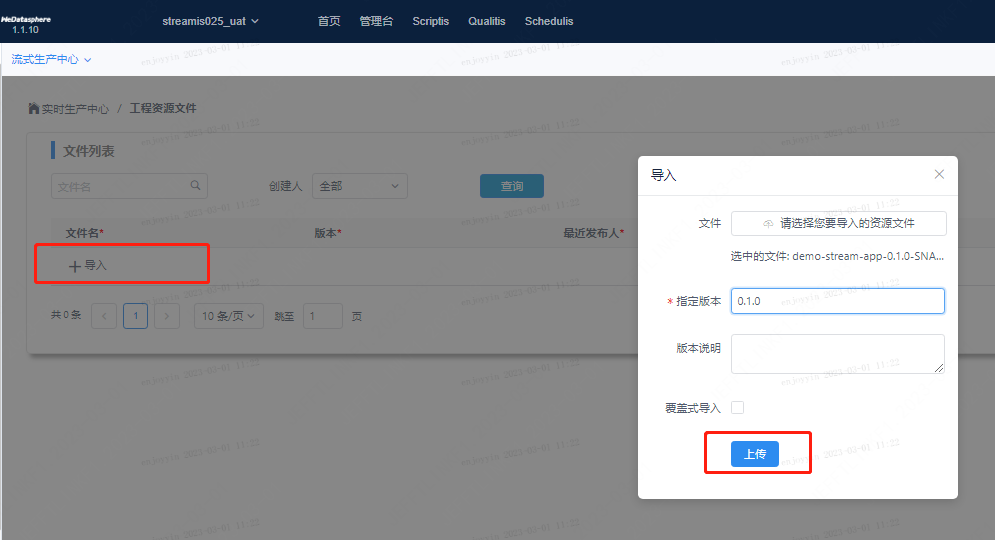 WeDatasphere
1.1.10
streamis025_uat
首页
管理台
Scriptis
Qualitis
Schedulis
流式生产中心
实时生产中心 / 工程资源文件
文件列表
文件名
创建人
全部
查询
文件名*
版本*
最近发布人*
导入
共 0 条
1
10 条/页
跳至
1
页
导入
文件
请选择您要导入的资源文件
选中的文件: demo-stream-app-0.1.0-SNA...
* 指定版本
0.1.0
版本说明
覆盖式导入
上传